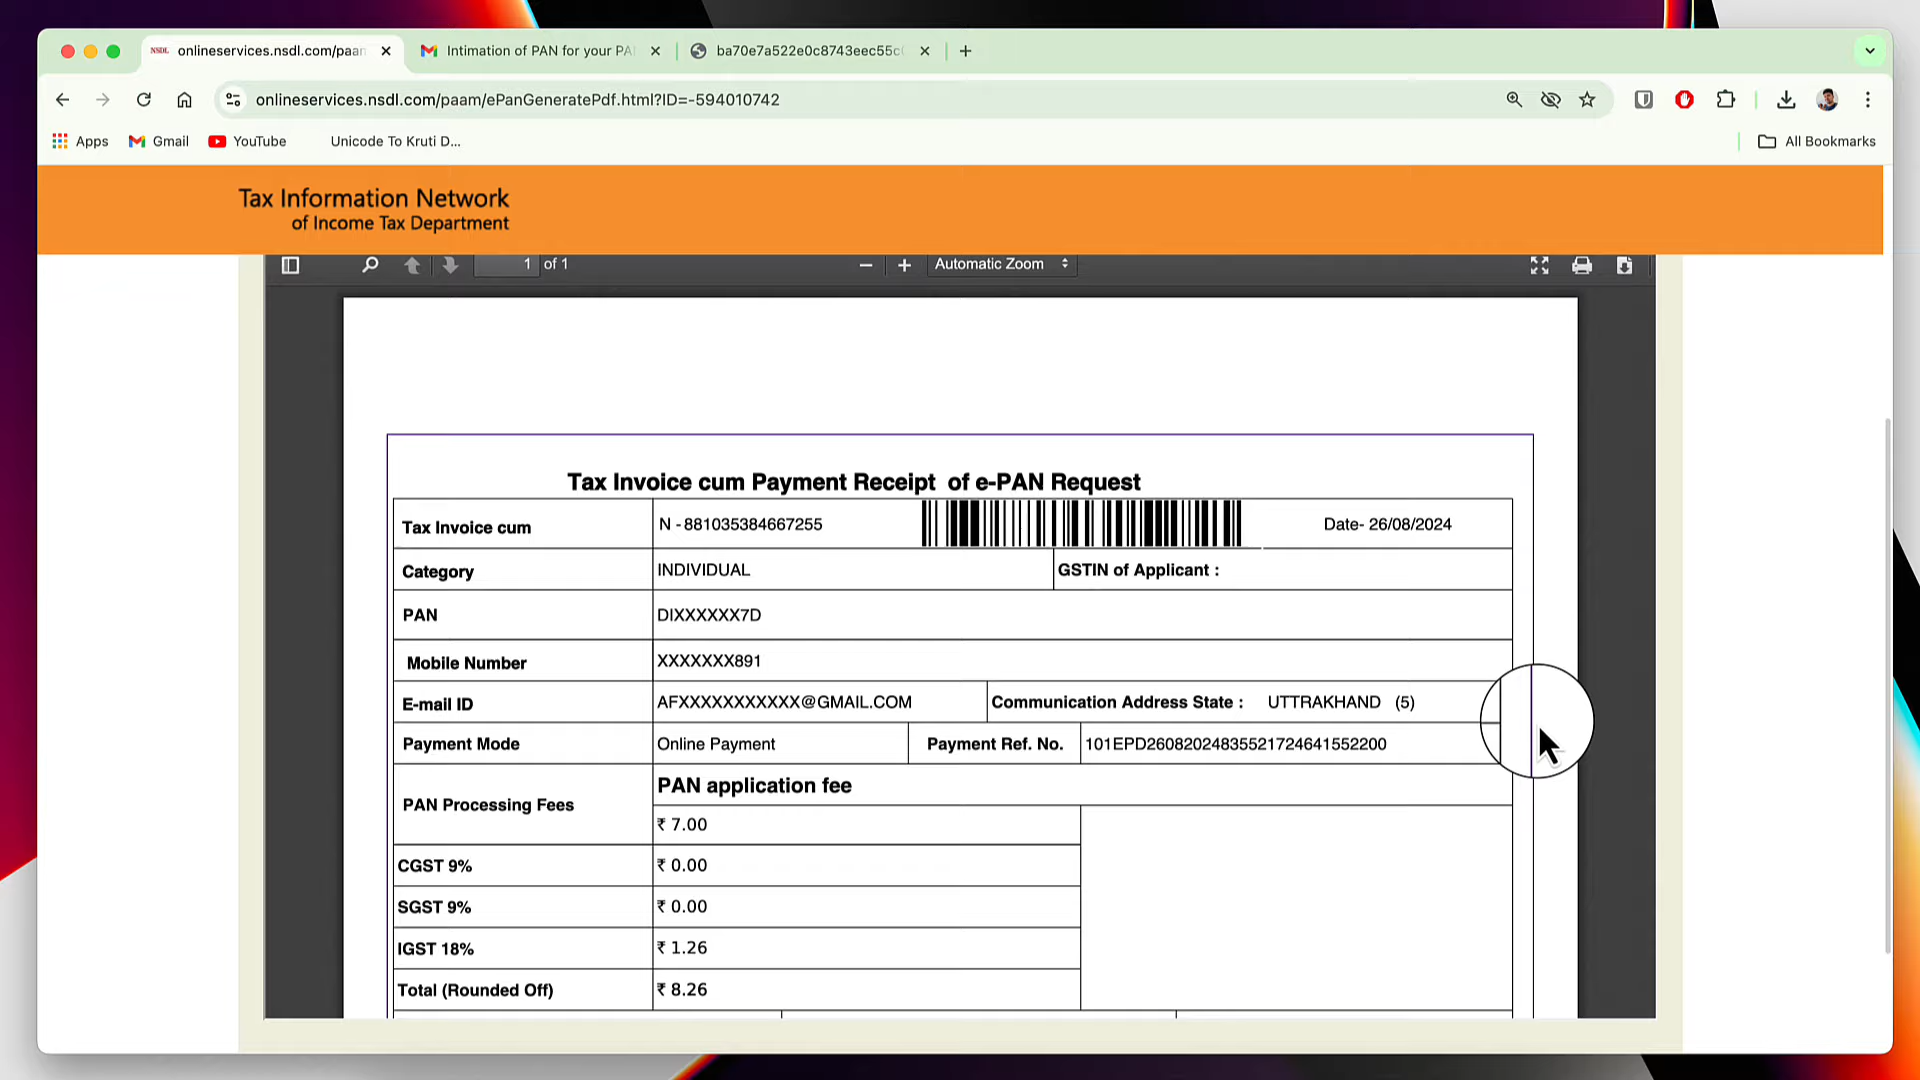 onlineservices.nsdl.com/paam
Intimation of PAN for your PA
ba70e7a522e0c8743eec55c
onlineservices.nsdl.com/paam/ePanGeneratePdf.html?ID=-594010742
Apps Gmail YouTube Unicode To Kruti D... All Bookmarks
Tax Information Network
of Income Tax Department
1 of 1 Automatic Zoom
Tax Invoice cum Payment Receipt of e-PAN Request
Tax Invoice cum N - 881035384667255 Date- 26/08/2024
Category INDIVIDUAL GSTIN of Applicant :
PAN DIXXXXXX7D
Mobile Number XXXXXXX891
E-mail ID AFXXXXXXXXXXX@GMAIL.COM Communication Address State : UTTRAKHAND (5)
Payment Mode Online Payment Payment Ref. No. 101EPD26082024835521724641552200
PAN Processing Fees PAN application fee
₹ 7.00
CGST 9% ₹ 0.00
SGST 9% ₹ 0.00
IGST 18% ₹ 1.26
Total (Rounded Off) ₹ 8.26